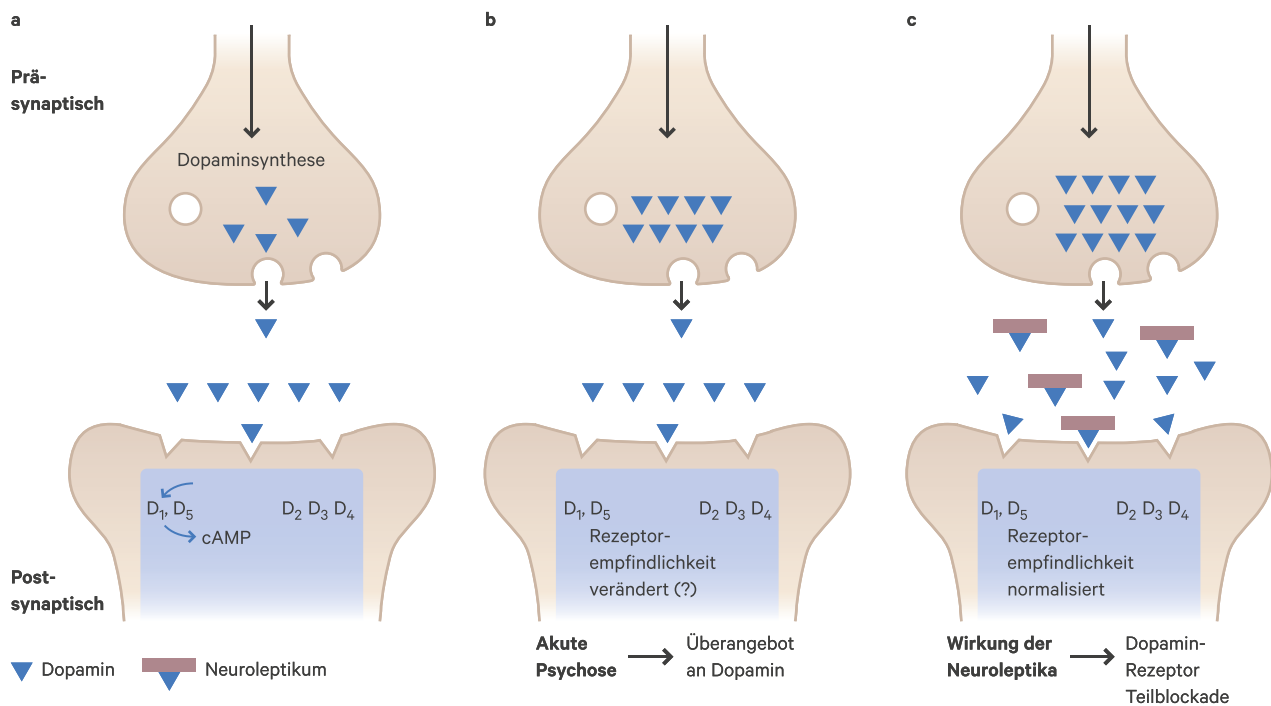 a
b
c
Prä-
synaptisch
Dopaminsynthese
D1, D5
D2 D3 D4
cAMP
D1, D5
D2 D3 D4
Rezeptor-
empfindlichkeit
verändert (?)
D1, D5
D2 D3 D4
Rezeptor-
empfindlichkeit
normalisiert
Post-
synaptisch
Akute
Psychose
Überangebot
an Dopamin
Wirkung der
Neuroleptika
Dopamin-
Rezeptor
Teilblockade
Dopamin
Neuroleptikum